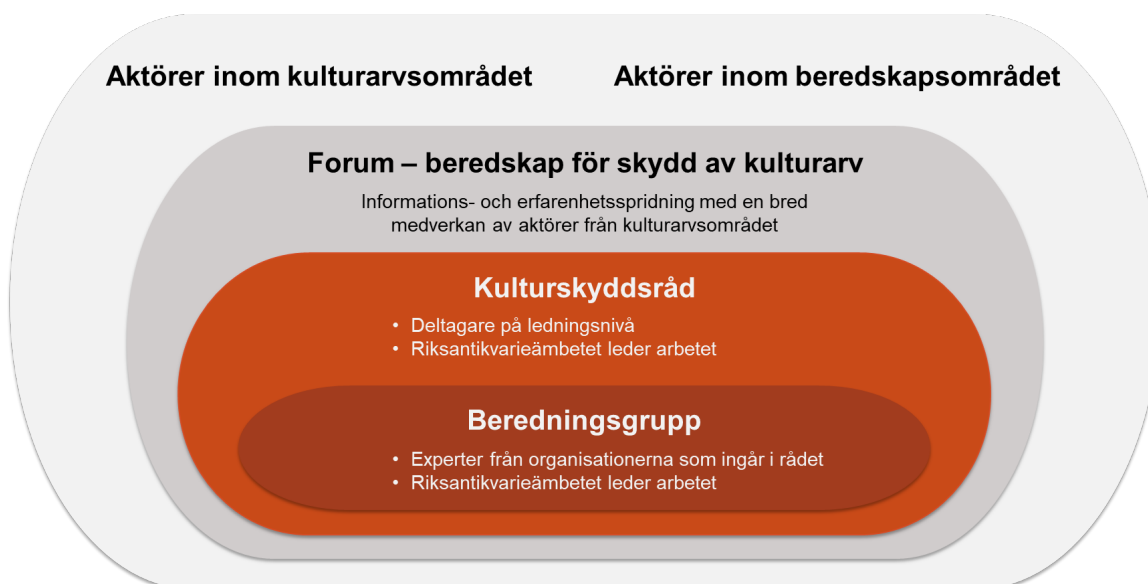 Aktörer inom kulturarvsområdet
Aktörer inom beredskapsområdet
Forum – beredskap för skydd av kulturarv
Informations- och erfarenhetsspridning med en bred
medverkan av aktörer från kulturarvsområdet
Kulturskyddsråd
• Deltagare på ledningsnivå
• Riksantikvarieämbetet leder arbetet
Beredningsgrupp
• Experter från organisationerna som ingår i rådet
• Riksantikvarieämbetet leder arbetet